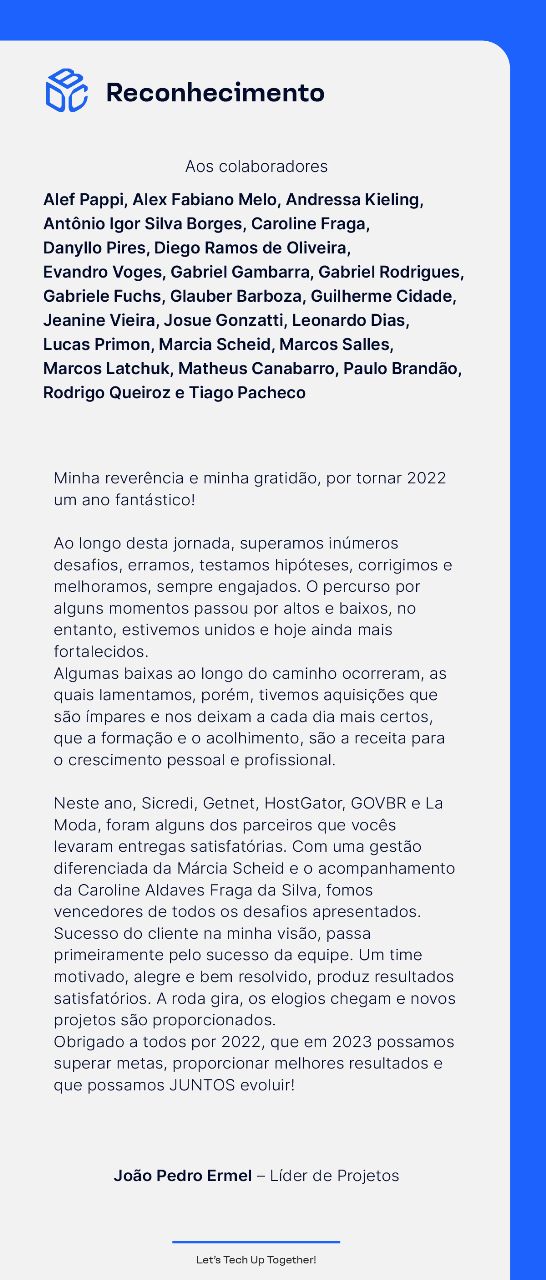 Reconhecimento
Aos colaboradores
Alef Pappi, Alex Fabiano Melo, Andressa Kieling,
Antônio Igor Silva Borges, Caroline Fraga,
Danyllo Pires, Diego Ramos de Oliveira,
Evandro Voges, Gabriel Gambarra, Gabriel Rodrigues,
Gabriele Fuchs, Glauber Barboza, Guilherme Cidade,
Jeanine Vieira, Josue Gonzatti, Leonardo Dias,
Lucas Primon, Marcia Scheid, Marcos Salles,
Marcos Latchuk, Matheus Canabarro, Paulo Brandão,
Rodrigo Queiroz e Tiago Pacheco
Minha reverência e minha gratidão, por tornar 2022
um ano fantástico!
Ao longo desta jornada, superamos inúmeros
desafios, erramos, testamos hipóteses, corrigimos e
melhoramos, sempre engajados. O percurso por
alguns momentos passou por altos e baixos, no
entanto, estivemos unidos e hoje ainda mais
fortalecidos.
Algumas baixas ao longo do caminho ocorreram, as
quais lamentamos, porém, tivemos aquisições que
são ímpares e nos deixam a cada dia mais certos,
que a formação e o acolhimento, são a receita para
o crescimento pessoal e profissional.
Neste ano, Sicredi, Getnet, HostGator, GOVBR e La
Moda, foram alguns dos parceiros que vocês
levaram entregas satisfatórias. Com uma gestão
diferenciada da Márcia Scheid e o acompanhamento
da Caroline Aldaves Fraga da Silva, fomos
vencedores de todos os desafios apresentados.
Sucesso do cliente na minha visão, passa
primeiramente pelo sucesso da equipe. Um time
motivado, alegre e bem resolvido, produz resultados
satisfatórios. A roda gira, os elogios chegam e novos
projetos são proporcionados.
Obrigado a todos por 2022, que em 2023 possamos
superar metas, proporcionar melhores resultados e
que possamos JUNTOS evoluir!
João Pedro Ermel – Líder de Projetos
Let's Tech Up Together!